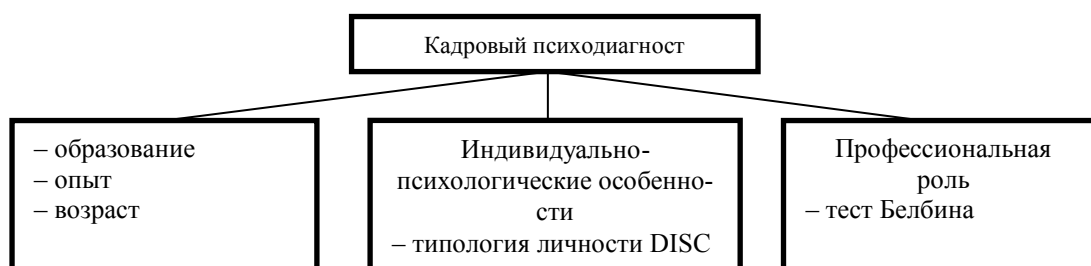 Кадровый психодиагност
– образование
– опыт
– возраст
Индивидуально-
психологические особенно-
сти
– типология личности DISC
Профессиональная
роль
– тест Белбина